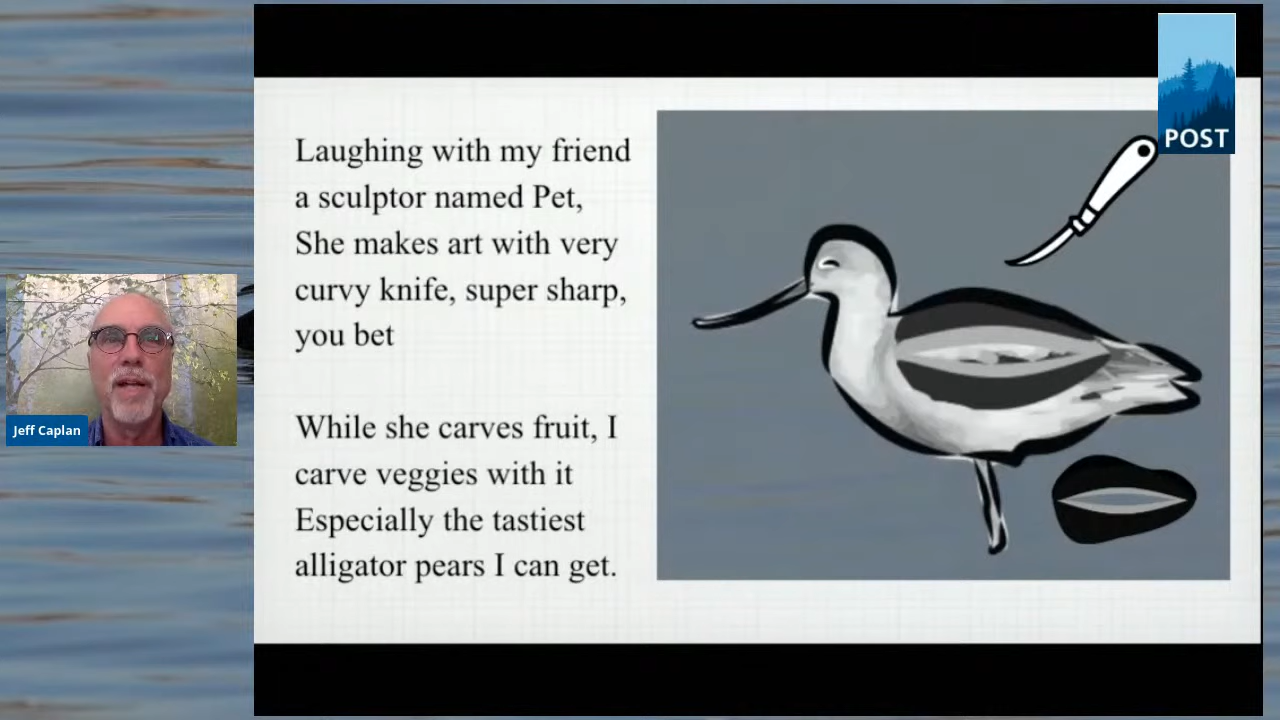 Laughing with my friend
a sculptor named Pet,
She makes art with very
curvy knife, super sharp,
you bet
While she carves fruit, I
carve veggies with it
Especially the tastiest
alligator pears I can get.
POST
Jeff Caplan